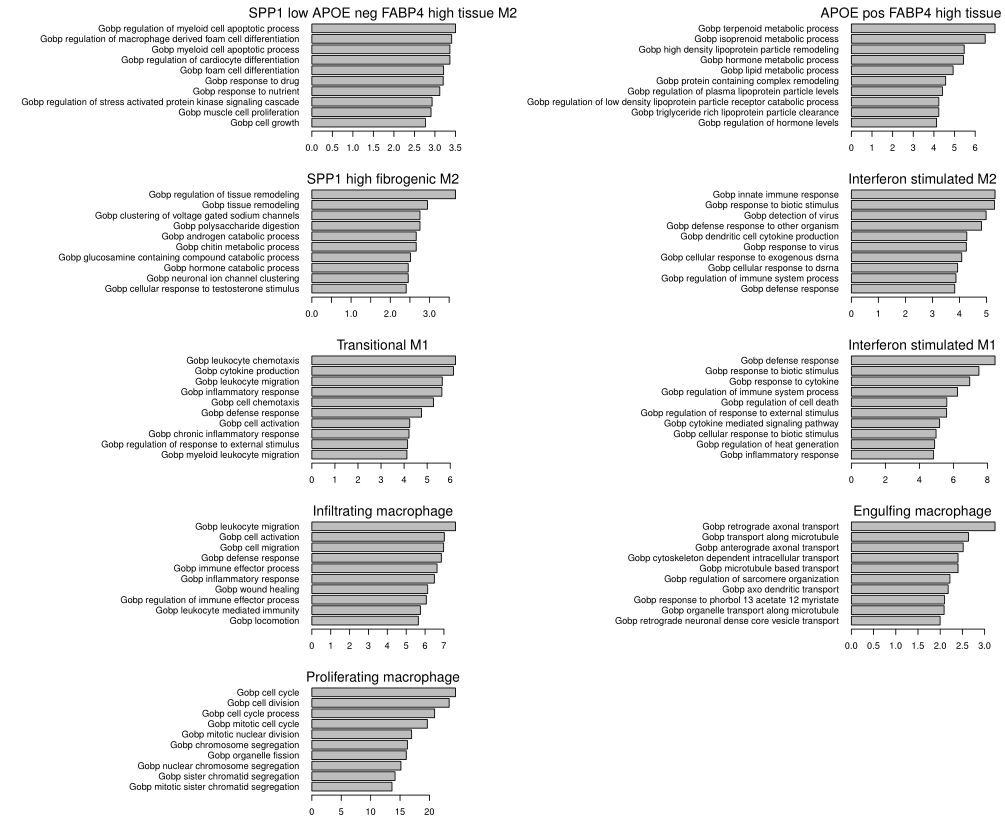 SPP1 low APOE neg FABP4 high tissue M2
Gobp regulation of myeloid cell apoptotic process
Gobp regulation of macrophage derived foam cell differentiation
Gobp myeloid cell apoptotic process
Gobp regulation of cardiocyte differentiation
Gobp foam cell differentiation
Gobp response to drug
Gobp response to nutrient
Gobp regulation of stress activated protein kinase signaling cascade
Gobp muscle cell proliferation
Gobp cell growth
0.0 0.5 1.0 1.5 2.0 2.5 3.0 3.5
APOE pos FABP4 high tissue
Gobp terpenoid metabolic process
Gobp isoprenoid metabolic process
Gobp high density lipoprotein particle remodeling
Gobp hormone metabolic process
Gobp lipid metabolic process
Gobp protein containing complex remodeling
Gobp regulation of plasma lipoprotein particle levels
Gobp regulation of low density lipoprotein particle receptor catabolic process
Gobp triglyceride rich lipoprotein particle clearance
Gobp regulation of hormone levels
0 1 2 3 4 5 6
SPP1 high fibrogenic M2
Gobp regulation of tissue remodeling
Gobp tissue remodeling
Gobp clustering of voltage gated sodium channels
Gobp polysaccharide digestion
Gobp androgen catabolic process
Gobp chitin metabolic process
Gobp glucosamine containing compound catabolic process
Gobp hormone catabolic process
Gobp neuronal ion channel clustering
Gobp cellular response to testosterone stimulus
0.0 1.0 2.0 3.0
Interferon stimulated M2
Gobp innate immune response
Gobp response to biotic stimulus
Gobp detection of virus
Gobp defense response to other organism
Gobp dendritic cell cytokine production
Gobp response to virus
Gobp cellular response to exogenous dsrna
Gobp cellular response to dsrna
Gobp regulation of immune system process
Gobp defense response
0 1 2 3 4 5
Transitional M1
Gobp leukocyte chemotaxis
Gobp cytokine production
Gobp leukocyte migration
Gobp inflammatory response
Gobp cell chemotaxis
Gobp defense response
Gobp cell activation
Gobp chronic inflammatory response
Gobp regulation of response to external stimulus
Gobp myeloid leukocyte migration
0 1 2 3 4 5 6
Interferon stimulated M1
Gobp defense response
Gobp response to biotic stimulus
Gobp response to cytokine
Gobp regulation of immune system process
Gobp regulation of cell death
Gobp regulation of response to external stimulus
Gobp cytokine mediated signaling pathway
Gobp cellular response to biotic stimulus
Gobp regulation of heat generation
Gobp inflammatory response
0 2 4 6 8
Infiltrating macrophage
Gobp leukocyte migration
Gobp cell activation
Gobp cell migration
Gobp defense response
Gobp immune effector process
Gobp inflammatory response
Gobp wound healing
Gobp regulation of immune effector process
Gobp leukocyte mediated immunity
Gobp locomotion
0 1 2 3 4 5 6 7
Engulfing macrophage
Gobp retrograde axonal transport
Gobp transport along microtubule
Gobp anterograde axonal transport
Gobp cytoskeleton dependent intracellular transport
Gobp microtubule based transport
Gobp regulation of sarcomere organization
Gobp axo dendritic transport
Gobp response to phorbol 13 acetate 12 myristate
Gobp organelle transport along microtubule
Gobp retrograde neuronal dense core vesicle transport
0.0 0.5 1.0 1.5 2.0 2.5 3.0
Proliferating macrophage
Gobp cell cycle
Gobp cell division
Gobp cell cycle process
Gobp mitotic cell cycle
Gobp mitotic nuclear division
Gobp chromosome segregation
Gobp organelle fission
Gobp nuclear chromosome segregation
Gobp sister chromatid segregation
Gobp mitotic sister chromatid segregation
0 5 10 15 20